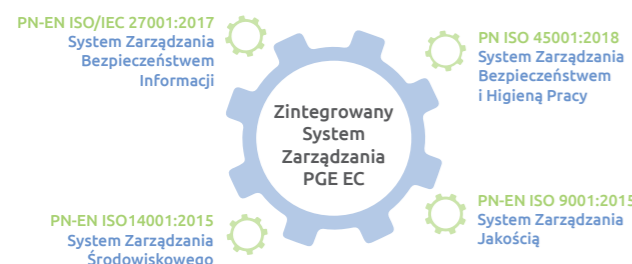 PN-EN ISO/IEC 27001:2017
System Zarządzania
Bezpieczeństwem
Informacji
PN ISO 45001:2018
System Zarządzania
Bezpieczeństwem
i Higieną Pracy
Zintegrowany
System
Zarządzania
PGE EC
PN-EN ISO14001:2015
System Zarządzania
Środowiskowego
PN-EN ISO 9001:2015
System Zarządzania
Jakością